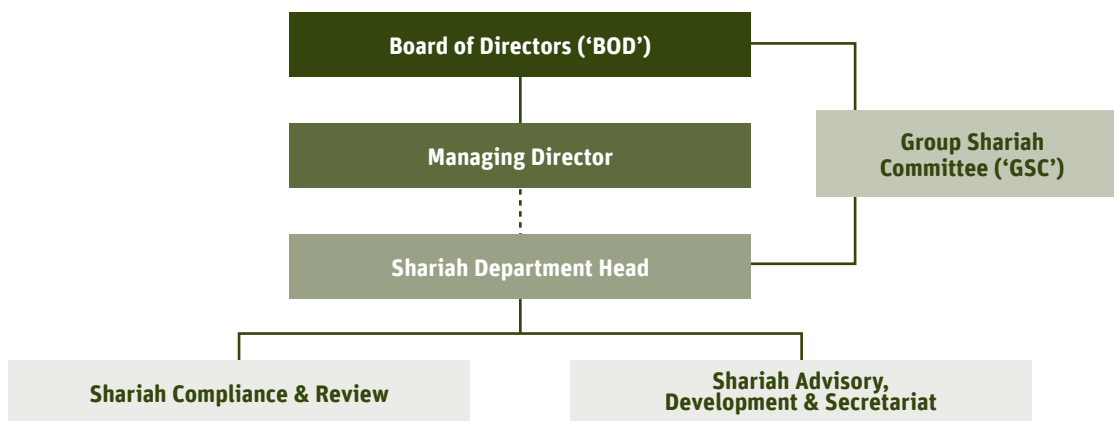 Board of Directors (‘BOD’)
Managing Director
Group Shariah
Committee (‘GSC’)
Shariah Department Head
Shariah Compliance & Review
Shariah Advisory,
Development & Secretariat